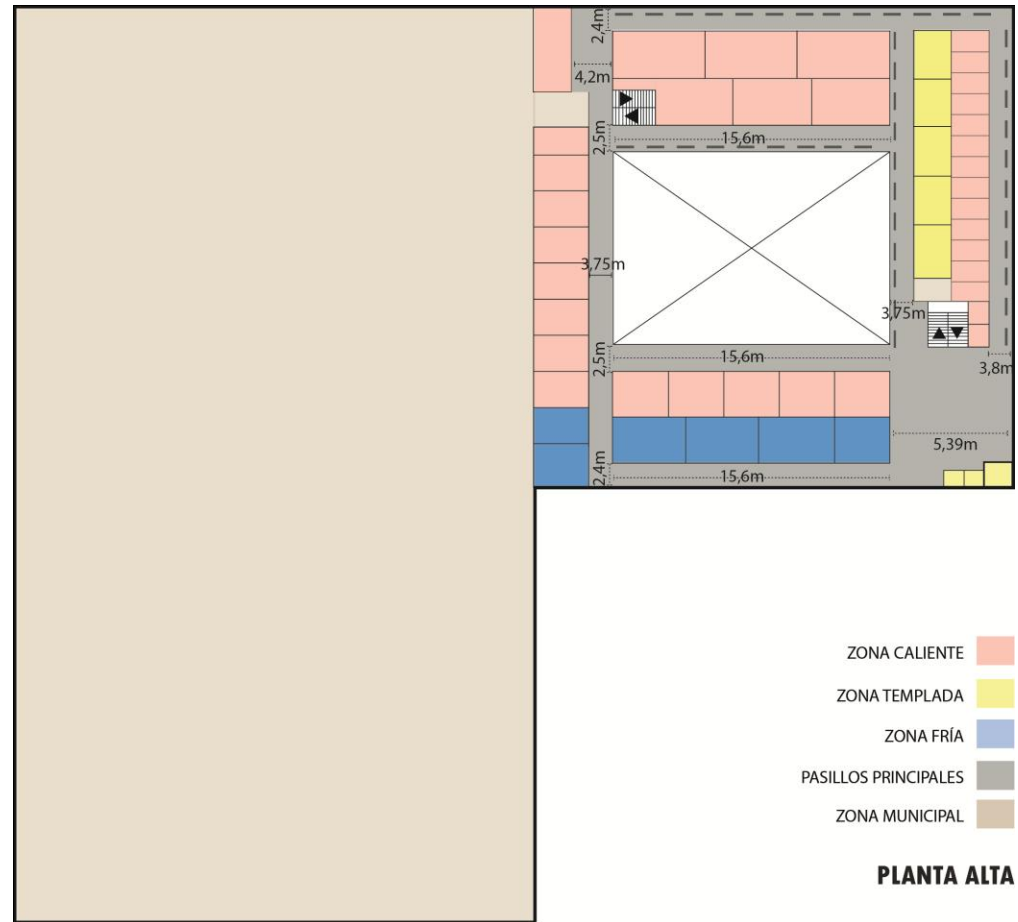 2,4m
4,2m
2,5m
15,6m
3,75m
3,75m
2,5m
15,6m
3,8m
5,39m
2,4m
15,6m
ZONA CALIENTE
ZONA TEMPLADA
ZONA FRÍA
PASILLOS PRINCIPALES
ZONA MUNICIPAL
PLANTA ALTA